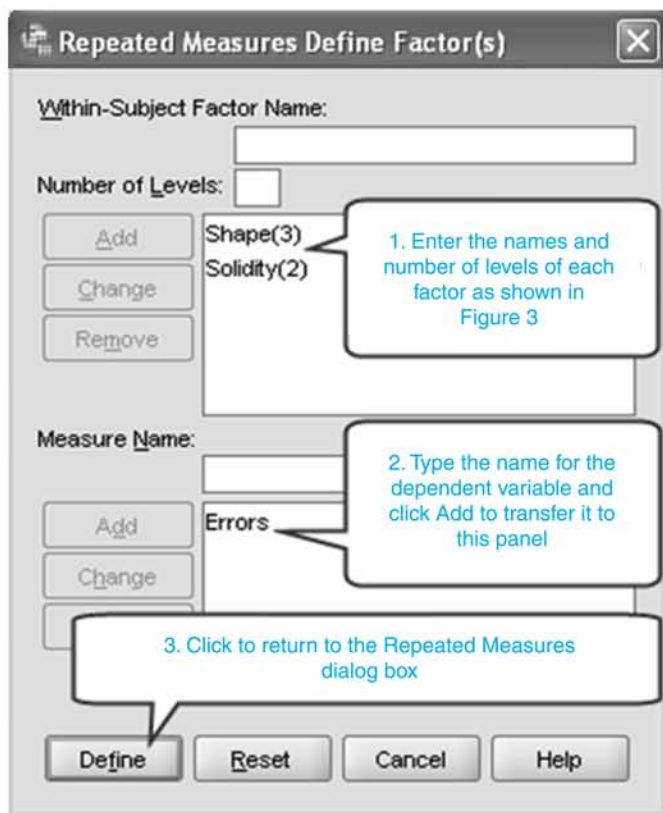 Repeated Measures Define Factor(s)
Within-Subject Factor Name:
Number of Levels:
Add
Change
Remove
Shape(3)
Solidity(2)
1. Enter the names and
number of levels of each
factor as shown in
Figure 3
Measure Name:
Add
Change
Errors
2. Type the name for the
dependent variable and
click Add to transfer it to
this panel
3. Click to return to the Repeated Measures
dialog box
Define
Reset
Cancel
Help